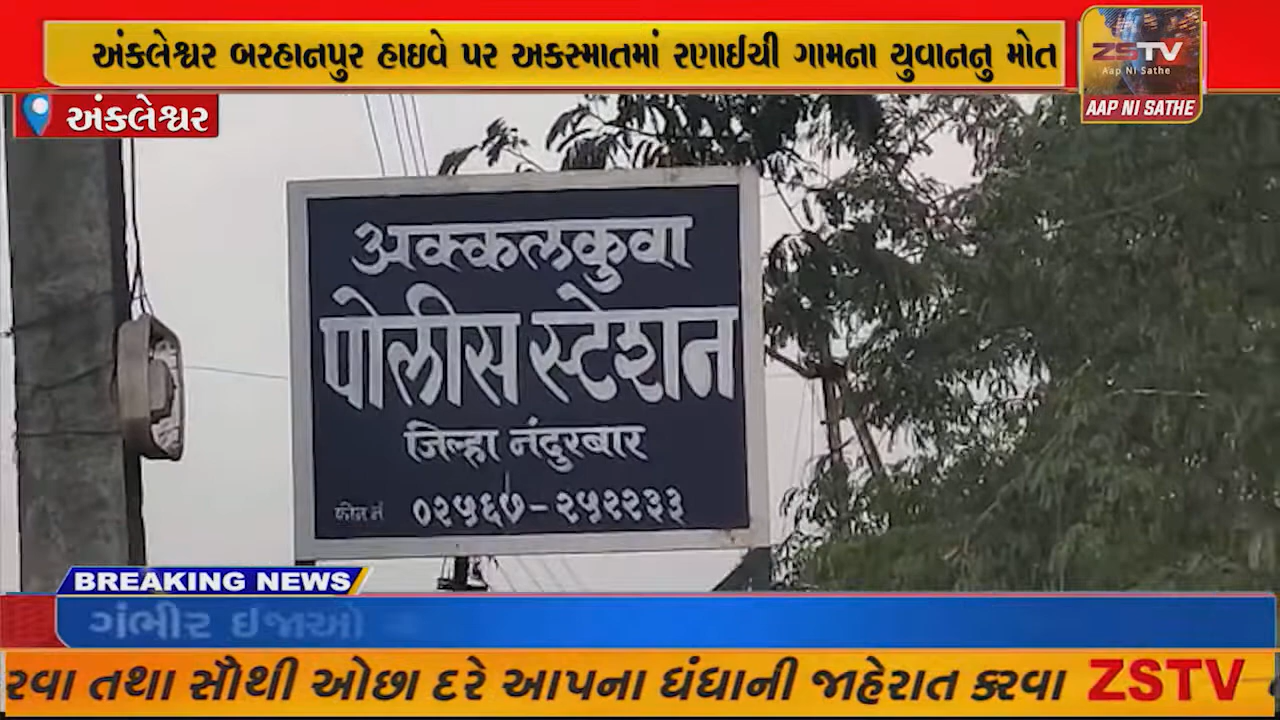 અંકલેશ્વર બરહાનપુર હાઇવે પર અકસ્માતમાં રણાઈચી ગામના યુવાનનુ મોત
ZSTV
Aap Ni Sathe
AAP NI SATHE
અંકલેશ્વર
अक्कलकुवा
पोलीस स्टेशन
जिल्हा नंदुरबार
फोन नं ०२५६७-२५२२३३
BREAKING NEWS
ગંભીર ઇજાઓ
રવા તથા સૌથી ઓછા દરે આપના ધંધાની જાહેરાત કરવા ZSTV